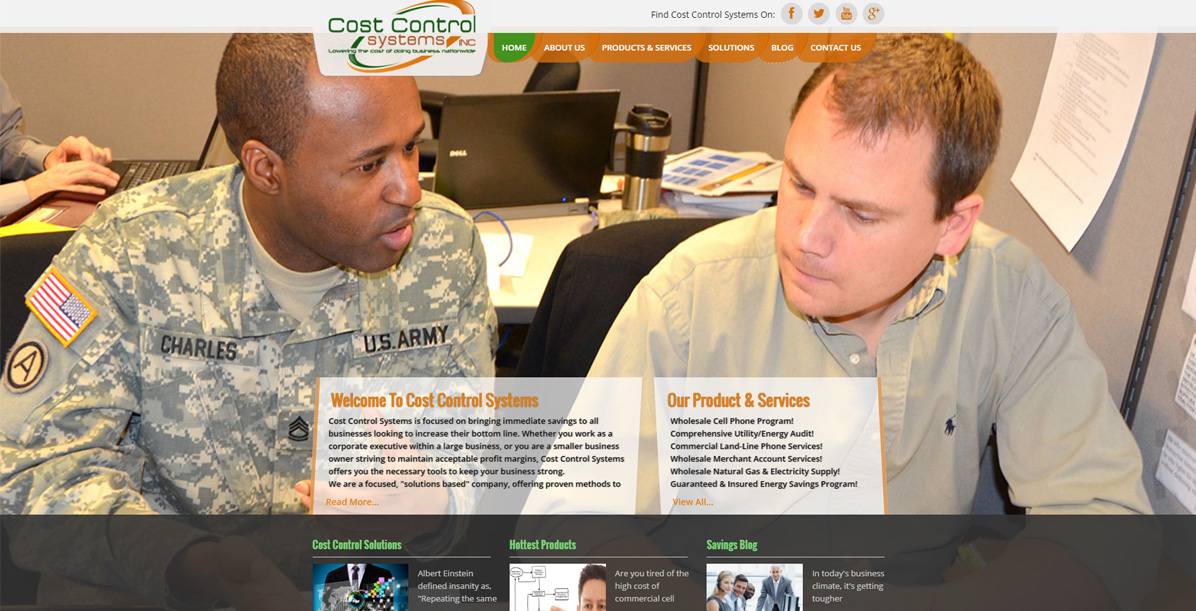 Find Cost Control Systems On:
Cost Control
systems INC
Lowering the cost of doing business nationwide
HOME ABOUT US PRODUCTS & SERVICES SOLUTIONS BLOG CONTACT US
DELL
CHARLES
U.S. ARMY
Welcome To Cost Control Systems
Cost Control Systems is focused on bringing immediate savings to all
businesses looking to increase their bottom line. Whether you work as a
corporate executive within a large business, or you are a smaller business
owner striving to maintain acceptable profit margins, Cost Control Systems
offers you the necessary tools to keep your business strong.
We are a focused, "solutions based" company, offering proven methods to
Read More...
Our Product & Services
Wholesale Cell Phone Program!
Comprehensive Utility/Energy Audit!
Commercial Land-Line Phone Services!
Wholesale Merchant Account Services!
Wholesale Natural Gas & Electricity Supply!
Guaranteed & Insured Energy Savings Program!
View All...
Cost Control Solutions
Albert Einstein
defined insanity as,
"Repeating the same
Hottest Products
Are you tired of the
high cost of
commercial cell
Savings Blog
In today's business
climate, it's getting
tougher